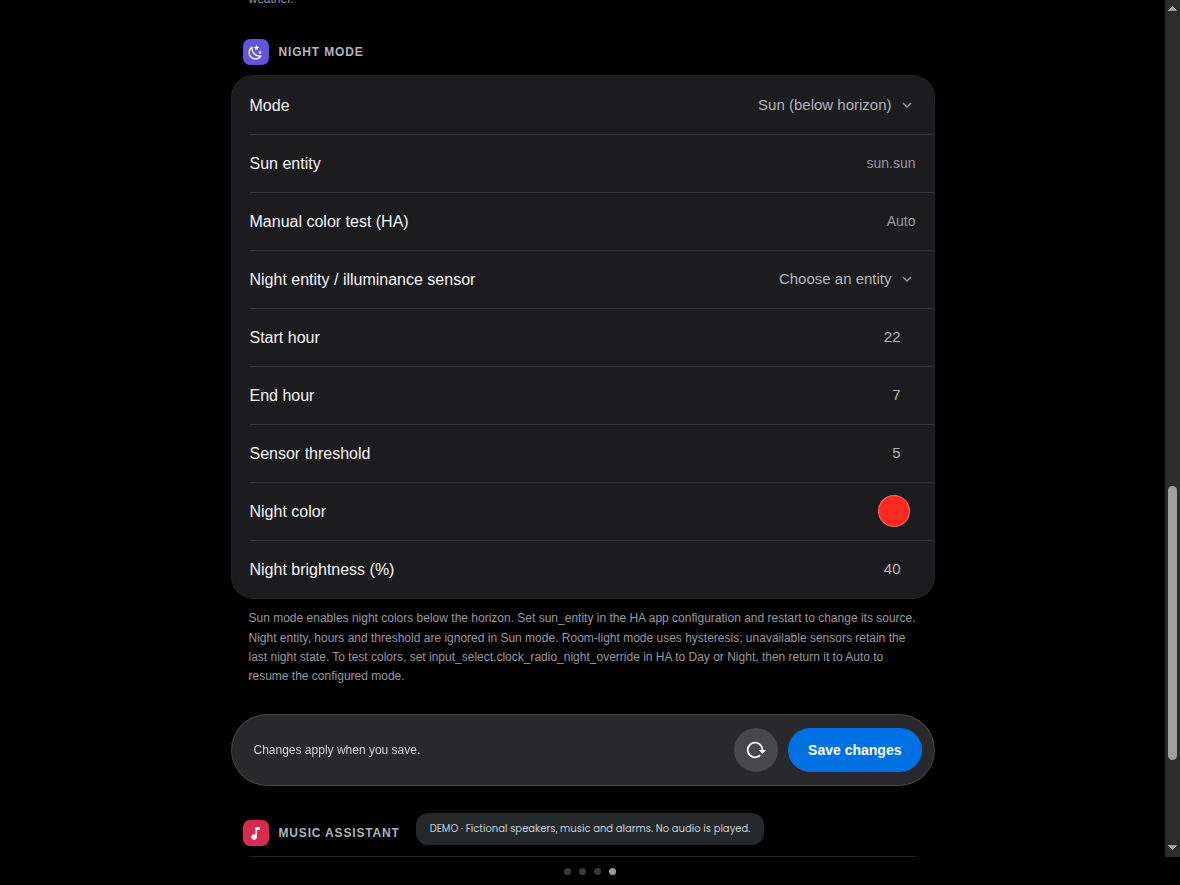 weather.
NIGHT MODE
Mode
Sun (below horizon)
Sun entity
sun.sun
Manual color test (HA)
Auto
Night entity / illuminance sensor
Choose an entity
Start hour
22
End hour
7
Sensor threshold
5
Night color
Night brightness (%)
40
Sun mode enables night colors below the horizon. Set sun_entity in the HA app configuration and restart to change its source.
Night entity, hours and threshold are ignored in Sun mode. Room-light mode uses hysteresis; unavailable sensors retain the
last night state. To test colors, set input_select.clock_radio_night_override in HA to Day or Night, then return it to Auto to
resume the configured mode.
Changes apply when you save.
Save changes
MUSIC ASSISTANT
DEMO · Fictional speakers, music and alarms. No audio is played.